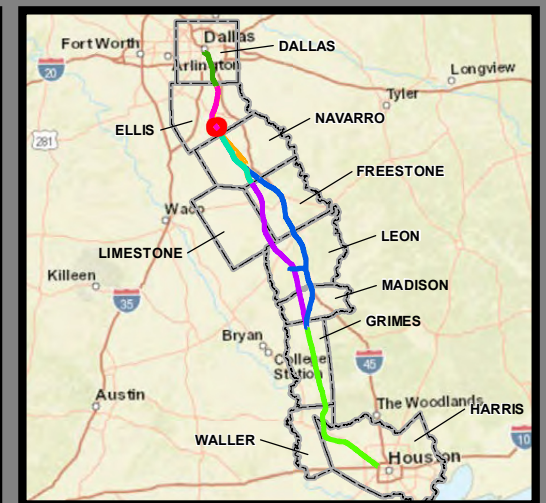 Fort Worth
Dallas
DALLAS
Arlington
20
Longview
Tyler
ELLIS
NAVARRO
281
FREESTONE
Waco
LEON
LIMESTONE
Killeen
MADISON
35
GRIMES
Bryan
College
Station
45
Austin
The Woodlands
HARRIS
WALLER
10
Houston